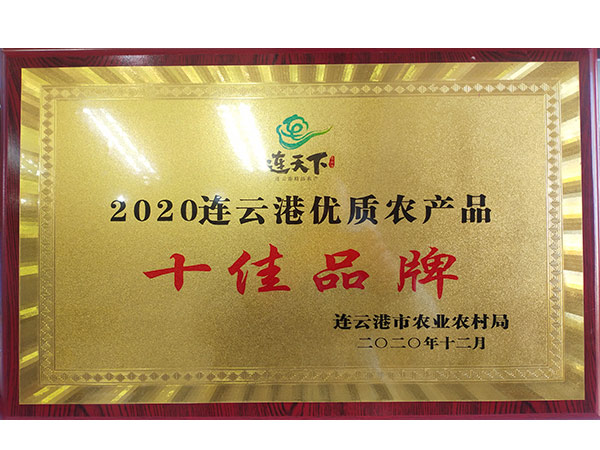 连天下
2020连云港优质农产品
十佳品牌
连云港市农业农村局
二〇二〇年十二月